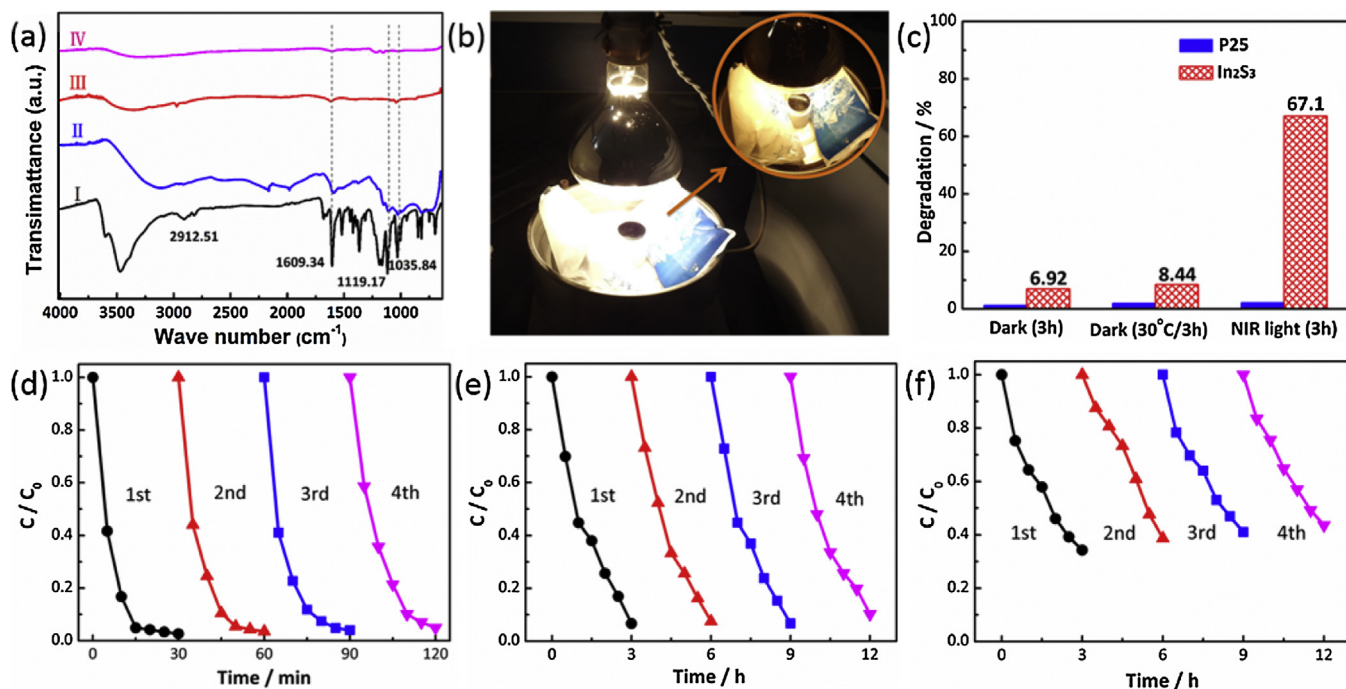 (a)
IV
III
II
I
2912.51
1609.34
1119.17
1035.84
Transimattance (a.u.)
4000 3500 3000 2500 2000 1500 1000
Wave number (cm⁻¹)
(b)
(c)
P25
In₂S₃
Degradation / %
100
80
60
40
20
0
6.92
8.44
67.1
Dark (3h) Dark (30°C/3h) NIR light (3h)
(d)
C / C₀
1.0
0.8
0.6
0.4
0.2
0.0
1st 2nd 3rd 4th
0 30 60 90 120
Time / min
(e)
C / C₀
1.0
0.8
0.6
0.4
0.2
0.0
1st 2nd 3rd 4th
0 3 6 9 12
Time / h
(f)
C / C₀
1.0
0.8
0.6
0.4
0.2
0.0
1st 2nd 3rd 4th
0 3 6 9 12
Time / h